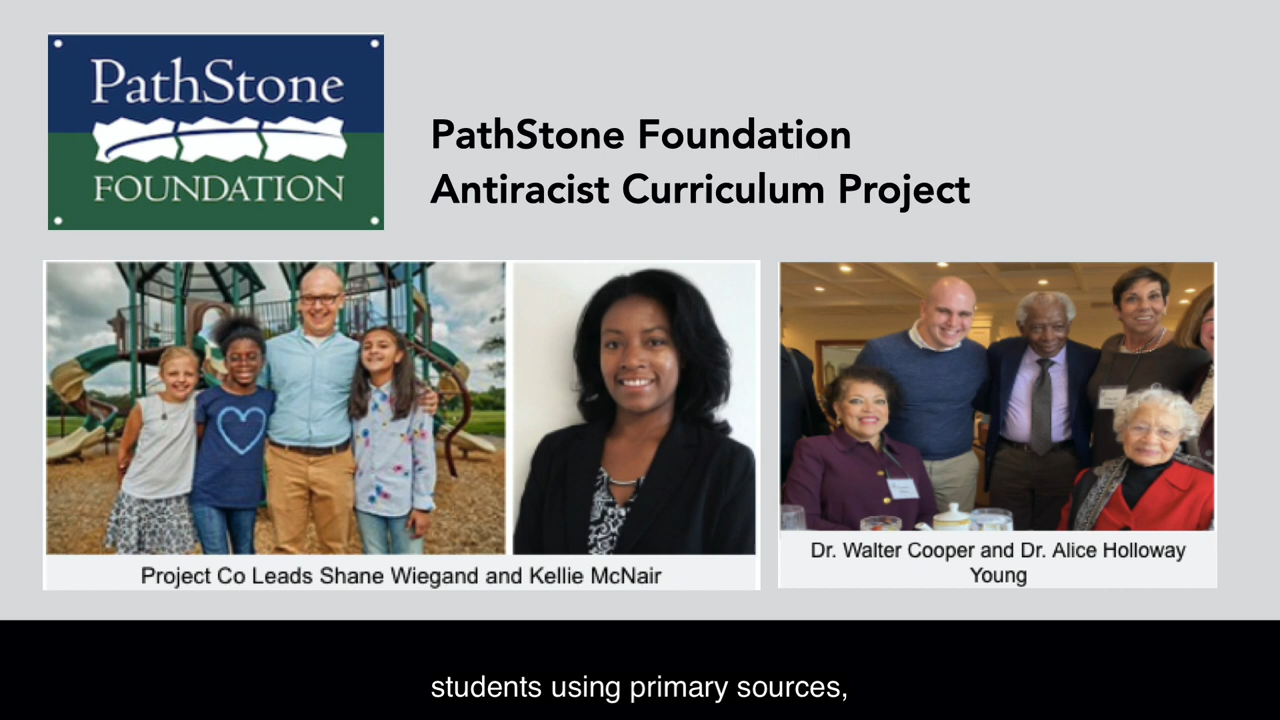 PathStone
FOUNDATION
PathStone Foundation
Antiracist Curriculum Project
Project Co Leads Shane Wiegand and Kellie McNair
Dr. Walter Cooper and Dr. Alice Holloway
Young
students using primary sources,